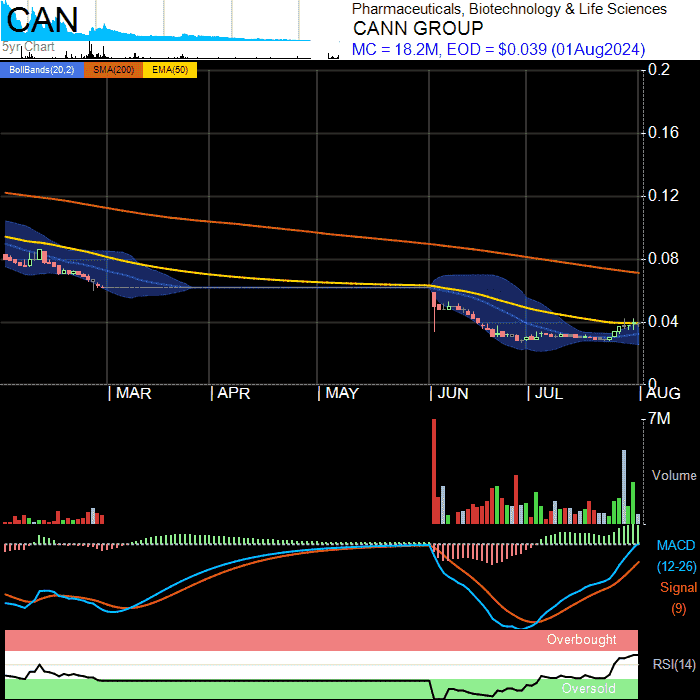 CAN
5yr Chart
Pharmaceuticals, Biotechnology & Life Sciences
CANN GROUP
MC = 18.2M, EOD = $0.039 (01Aug2024)
BollBands(20,2) SMA(200) EMA(50)
0.2
0.16
0.12
0.08
0.04
0
MAR APR MAY JUN JUL AUG
7M
Volume
MACD
(12-26)
Signal
(9)
Overbought
RSI(14)
Oversold